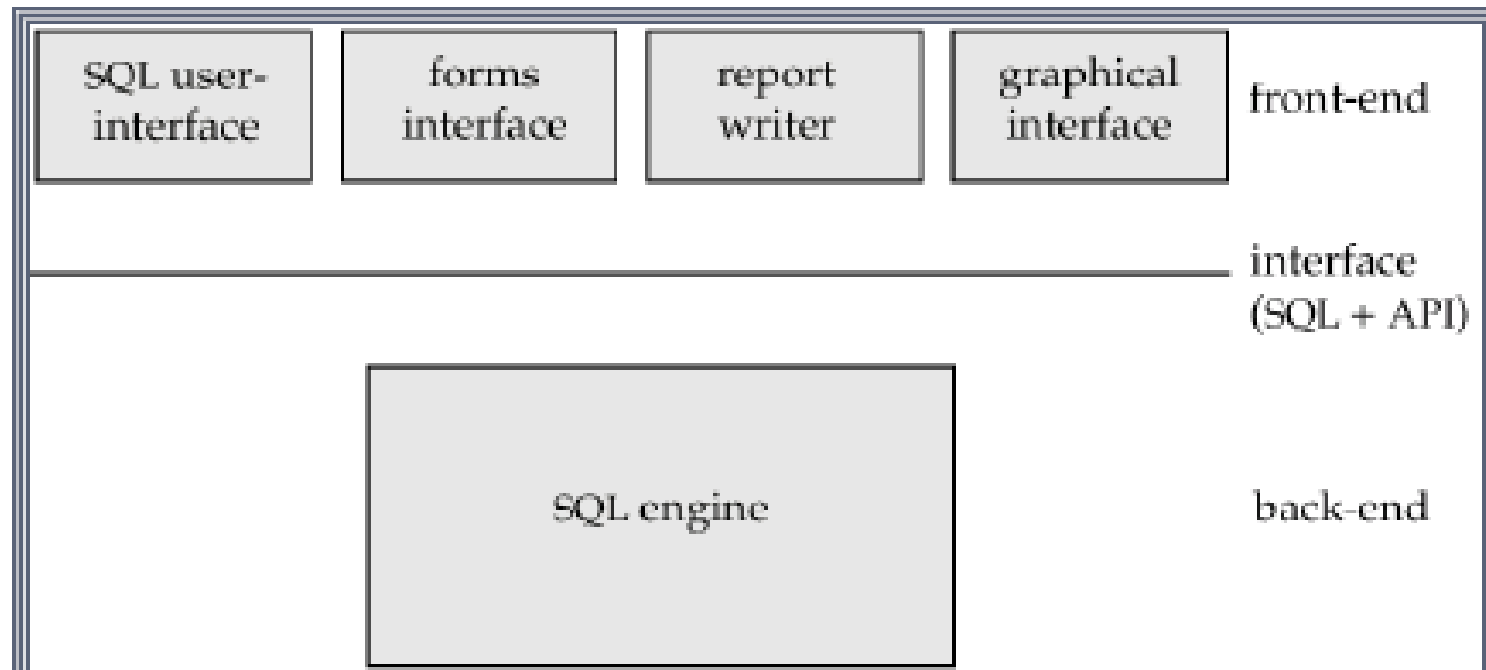 SQL user-
interface
forms
interface
report
writer
graphical
interface
front-end
interface
(SQL + API)
SQL engine
back-end